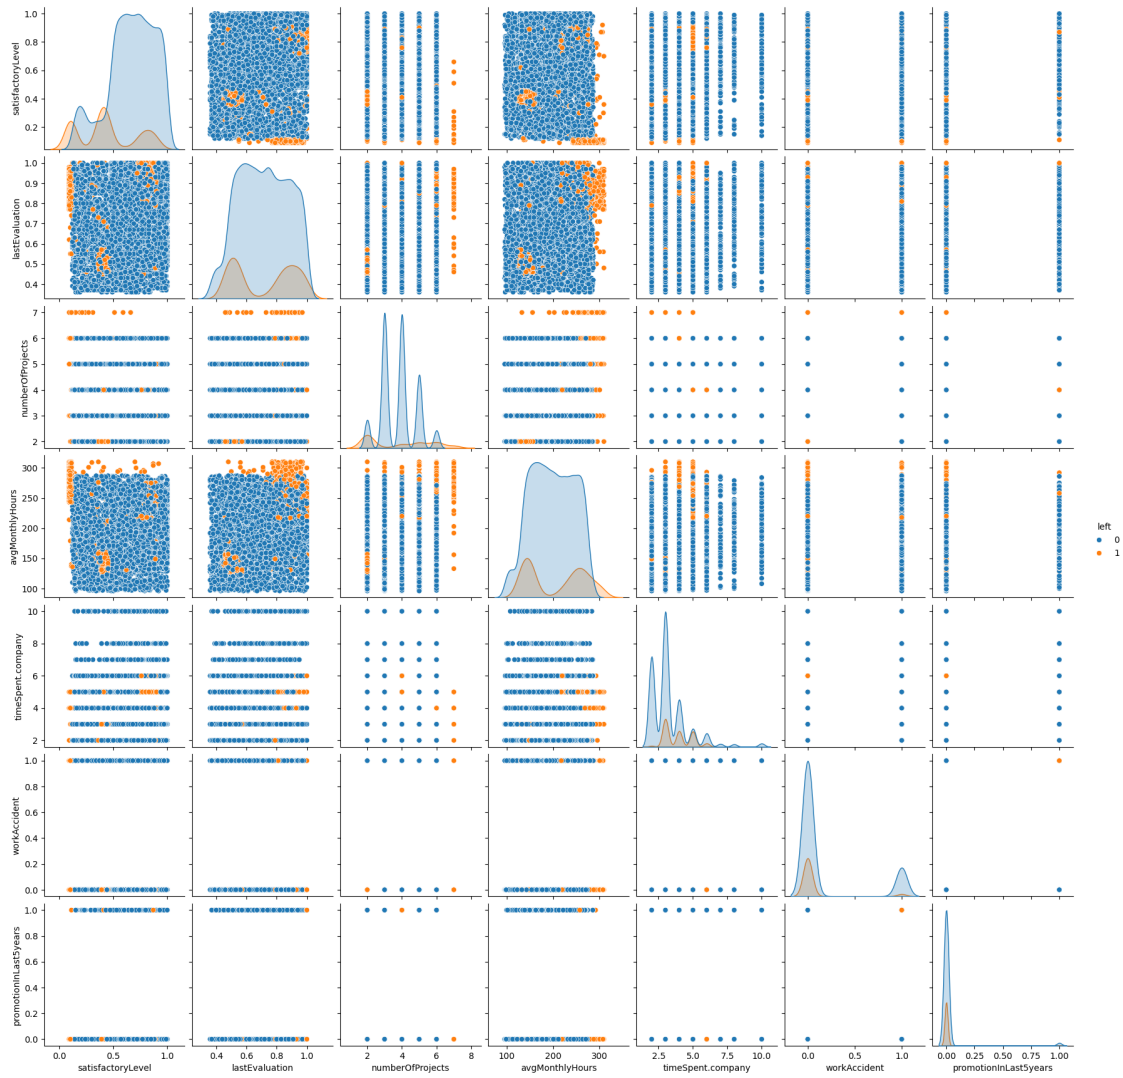 satisfactoryLevel
1.0
0.8
0.6
0.4
0.2
lastEvaluation
1.0
0.9
0.8
0.7
0.6
0.5
0.4
numberOfProjects
7
6
5
4
3
2
avgMonthlyHours
300
250
200
150
100
left
0
1
timeSpent.company
10
8
6
4
2
workAccident
1.0
0.8
0.6
0.4
0.2
0.0
promotionInLast5years
1.0
0.8
0.6
0.4
0.2
0.0
0.0 0.5 1.0
satisfactoryLevel
0.4 0.6 0.8 1.0
lastEvaluation
2 4 6 8
numberOfProjects
100 200 300
avgMonthlyHours
2.5 5.0 7.5 10.0
timeSpent.company
0.0 0.5 1.0
workAccident
0.00 0.25 0.50 0.75 1.00
promotionInLast5years